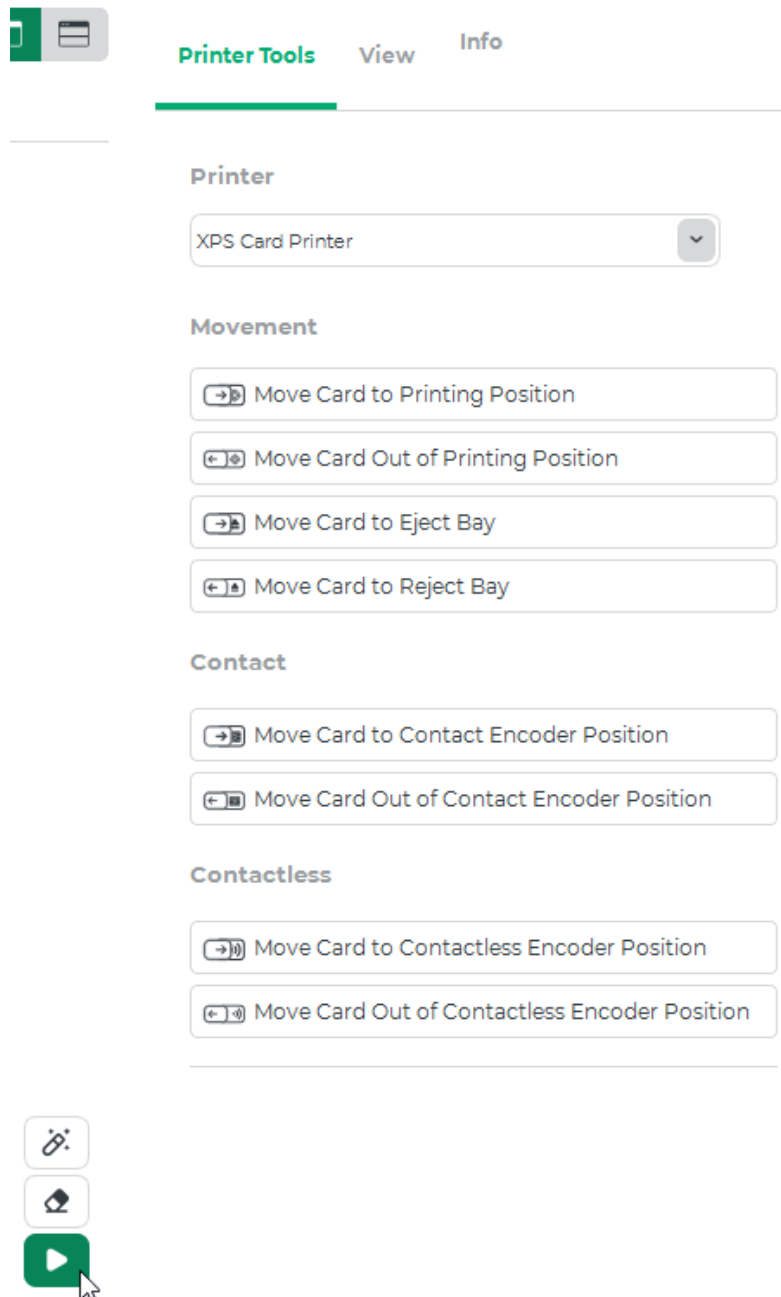 Printer Tools View Info
Printer
XPS Card Printer
Movement
Move Card to Printing Position
Move Card Out of Printing Position
Move Card to Eject Bay
Move Card to Reject Bay
Contact
Move Card to Contact Encoder Position
Move Card Out of Contact Encoder Position
Contactless
Move Card to Contactless Encoder Position
Move Card Out of Contactless Encoder Position